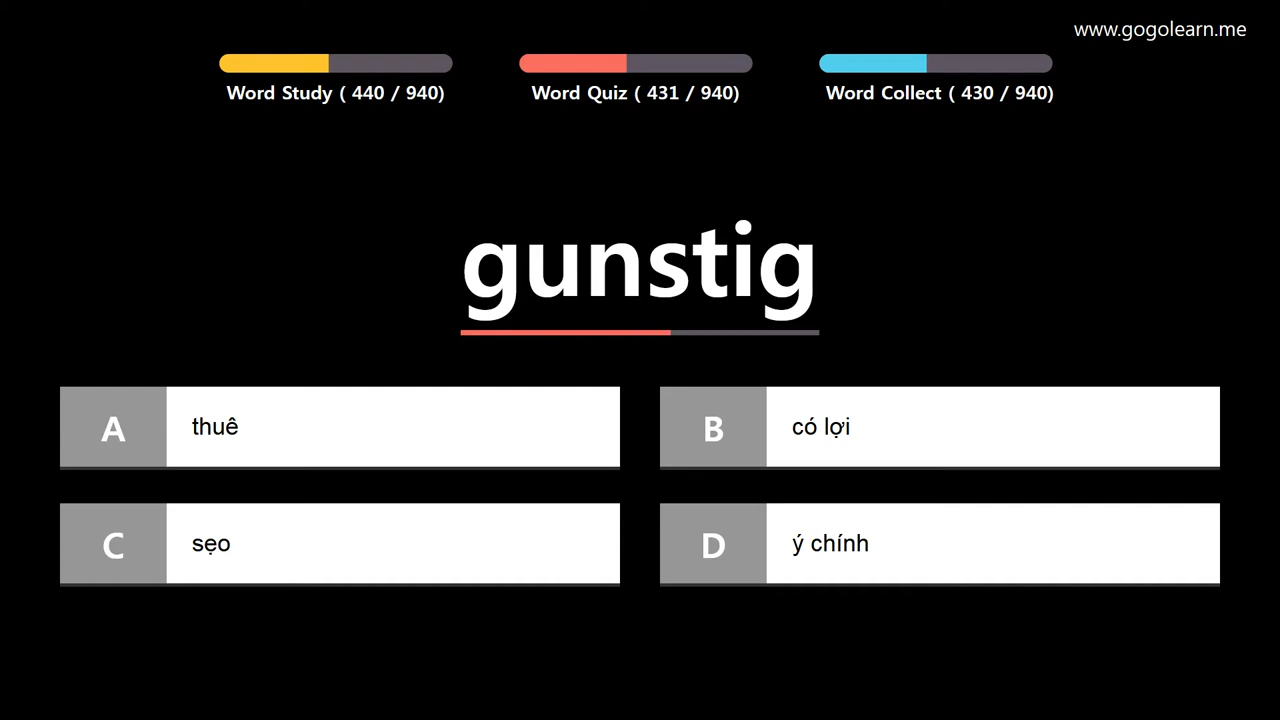 www.gogolearn.me
Word Study ( 440 / 940)
Word Quiz ( 431 / 940)
Word Collect ( 430 / 940)
gunstig
A thuê
B có lợi
C sẹo
D ý chính